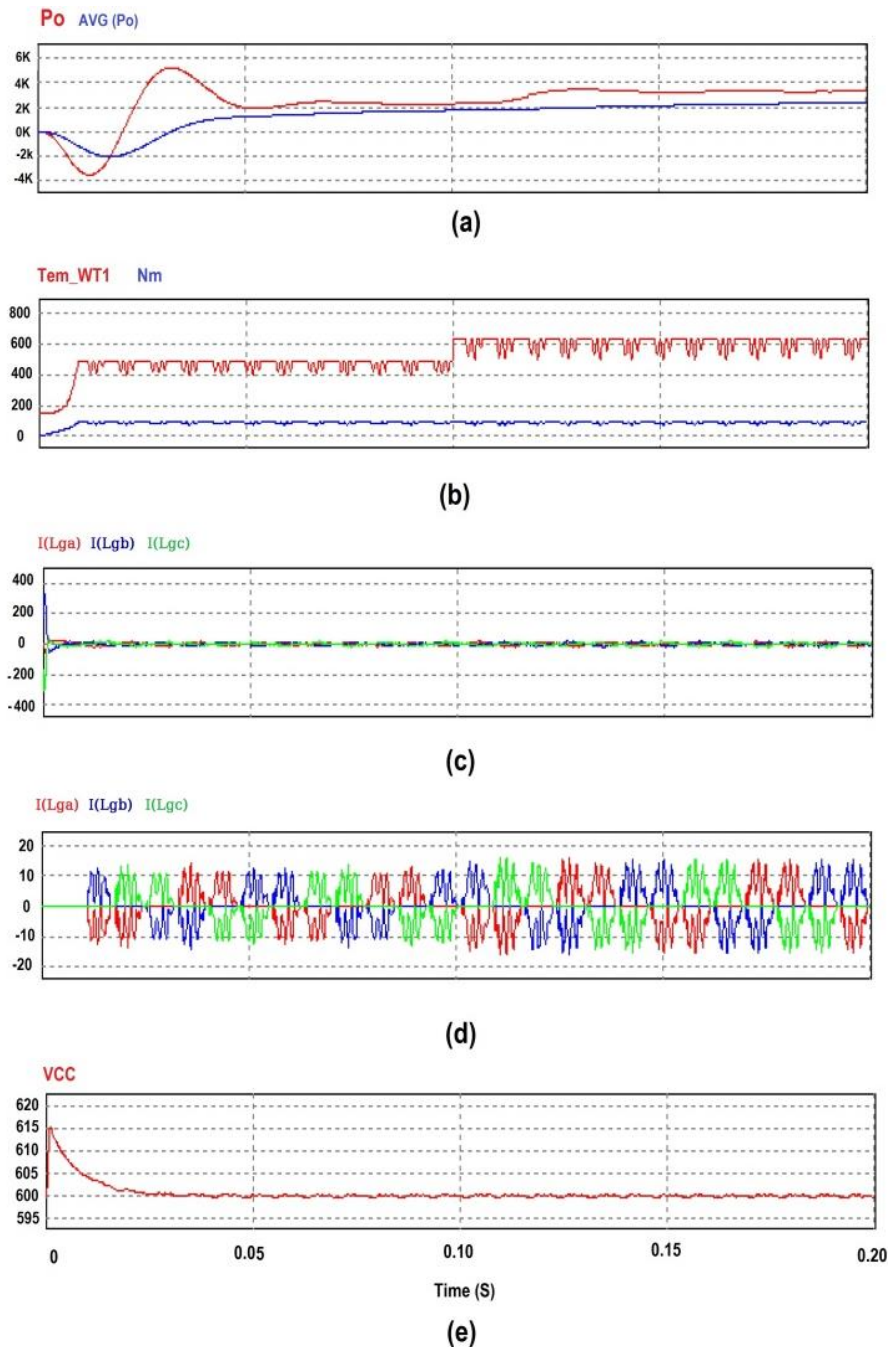 Po AVG (Po)
6K
4K
2K
0K
-2k
-4K
(a)
Tem_WT1 Nm
800
600
400
200
0
(b)
I(Lga) I(Lgb) I(Lgc)
400
200
0
-200
-400
(c)
I(Lga) I(Lgb) I(Lgc)
20
10
0
-10
-20
(d)
VCC
620
615
610
605
600
595
0 0.05 0.10 0.15 0.20
Time (S)
(e)